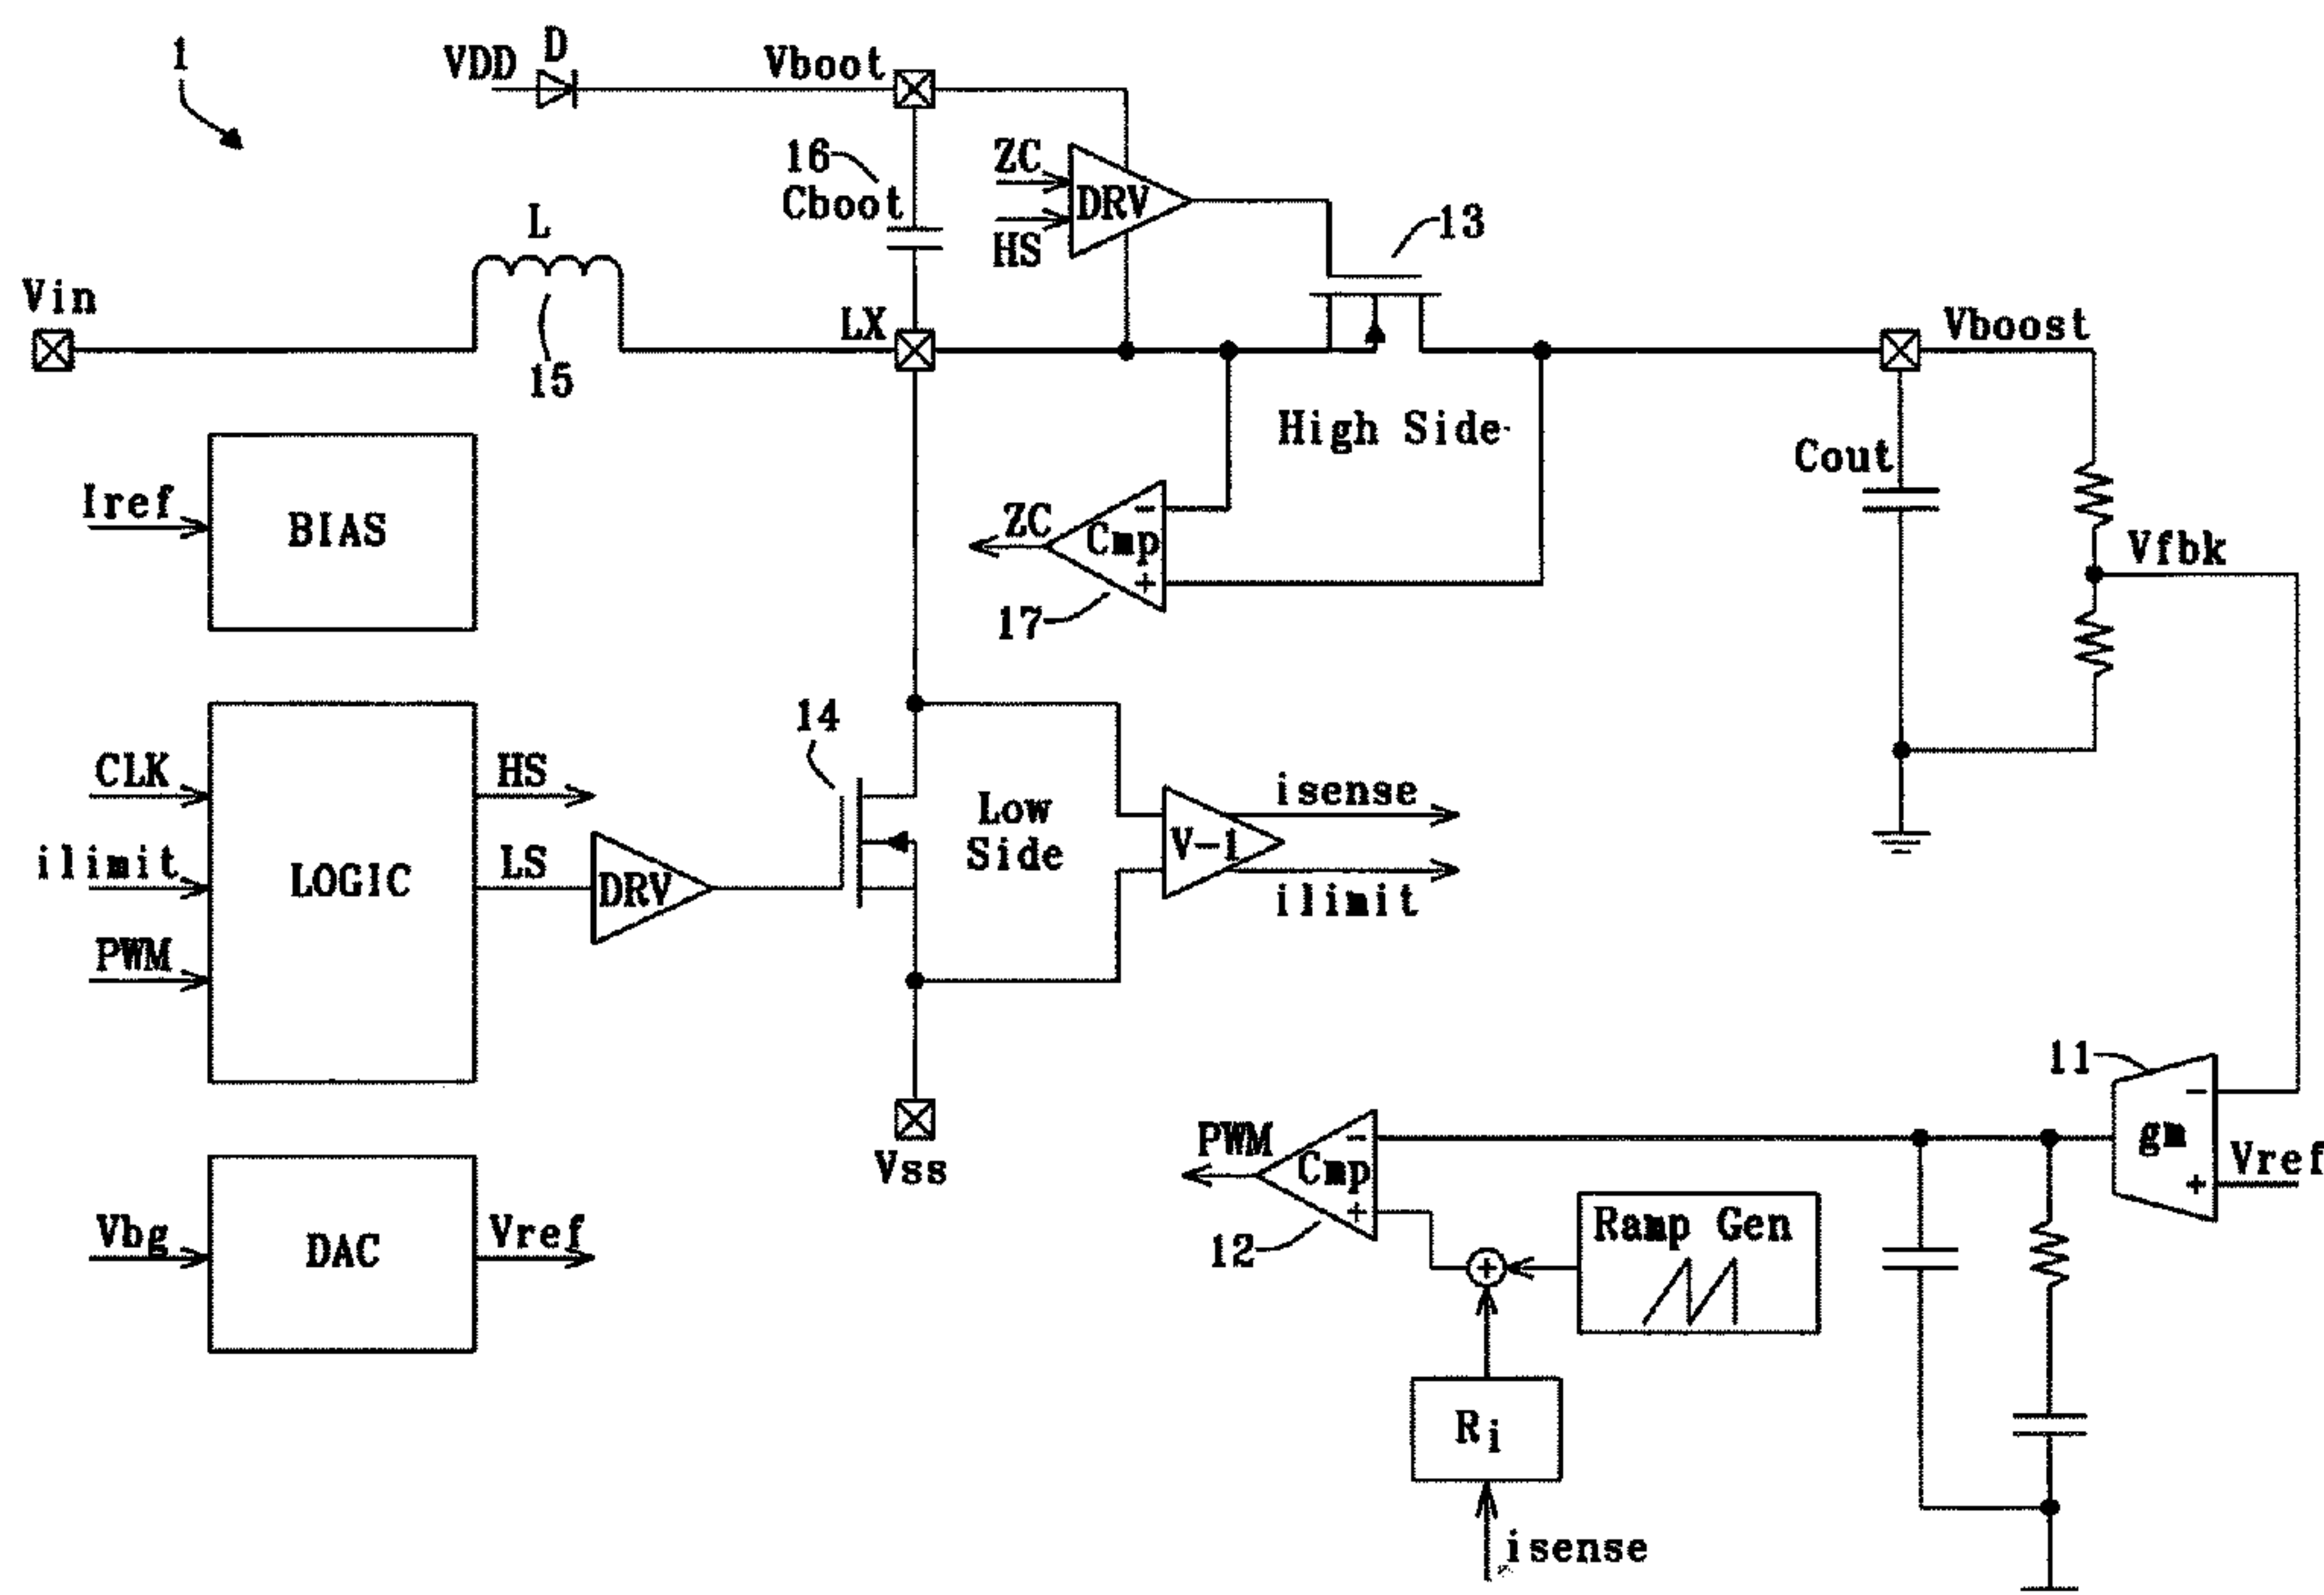 1
VDD
D
Vboot
16
Cboot
ZC
HS
DRV
13
L
Vin
LX
Vboost
15
High Side
Cout
Iref
BIAS
ZC
-
Cmp
+
17
Vfbk
14
CLK
HS
ilimit
LOGIC
LS
DRV
PWM
Low
Side
V-1
isense
ilimit
11
-
gm
+
Vref
Vss
PWM
-
Cmp
+
12
Ramp Gen
+
Vbg
DAC
Vref
Ri
isense